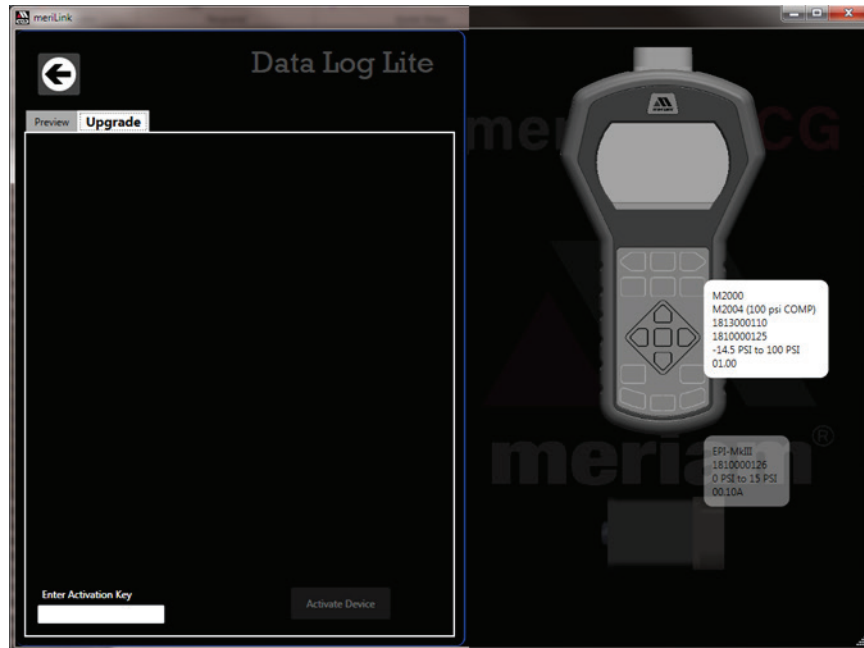 meriLink
Data Log Lite
Preview
Upgrade
M2000
M2004 (100 psi COMP)
1813000110
1810000125
-14.5 PSI to 100 PSI
01.00
EPI-MkIII
1810000126
0 PSI to 15 PSI
00.10A
meriam®
Enter Activation Key
Activate Device